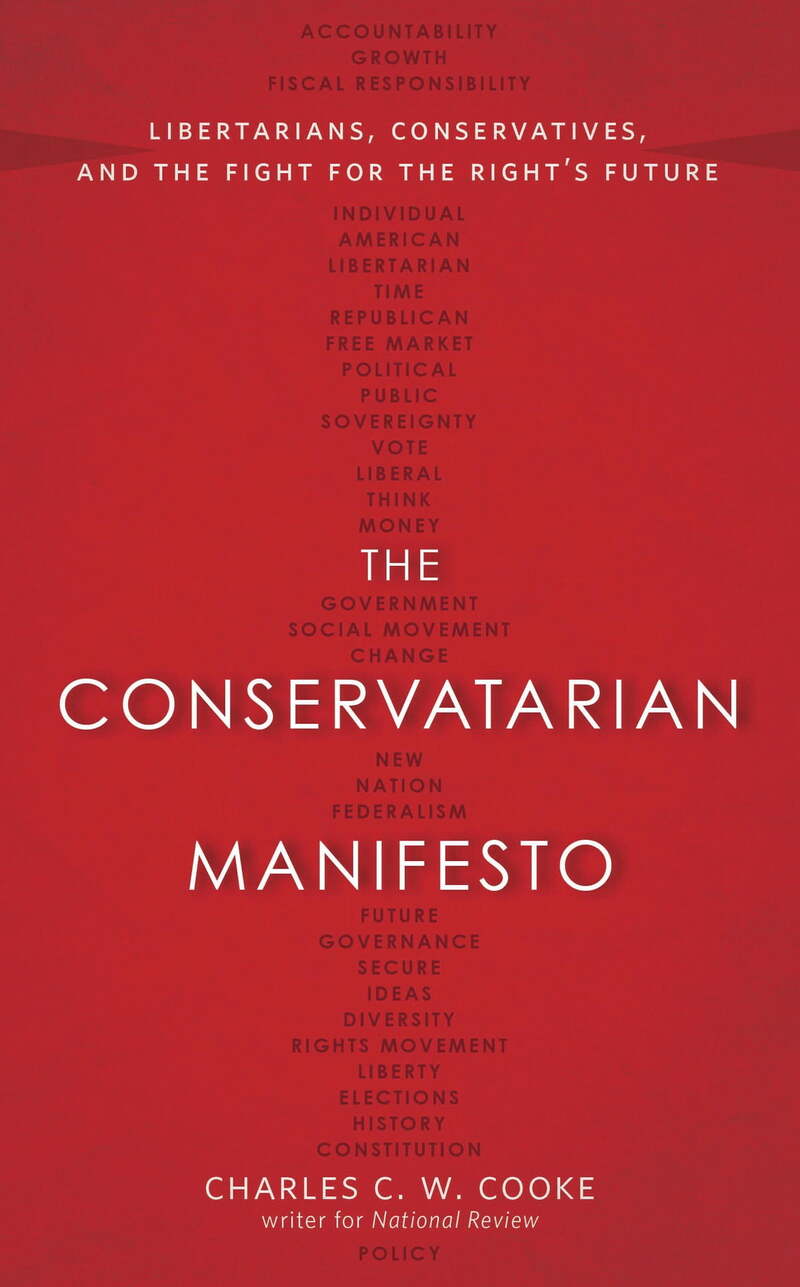 ACCOUNTABILITY
GROWTH
FISCAL RESPONSIBILITY
LIBERTARIANS, CONSERVATIVES,
AND THE FIGHT FOR THE RIGHT'S FUTURE
INDIVIDUAL
AMERICAN
LIBERTARIAN
TIME
REPUBLICAN
FREE MARKET
POLITICAL
PUBLIC
SOVEREIGNTY
VOTE
LIBERAL
THINK
MONEY
THE
GOVERNMENT
SOCIAL MOVEMENT
CHANGE
CONSERVATARIAN
NEW
NATION
FEDERALISM
MANIFESTO
FUTURE
GOVERNANCE
SECURE
IDEAS
DIVERSITY
RIGHTS MOVEMENT
LIBERTY
ELECTIONS
HISTORY
CONSTITUTION
CHARLES C. W. COOKE
writer for National Review
POLICY